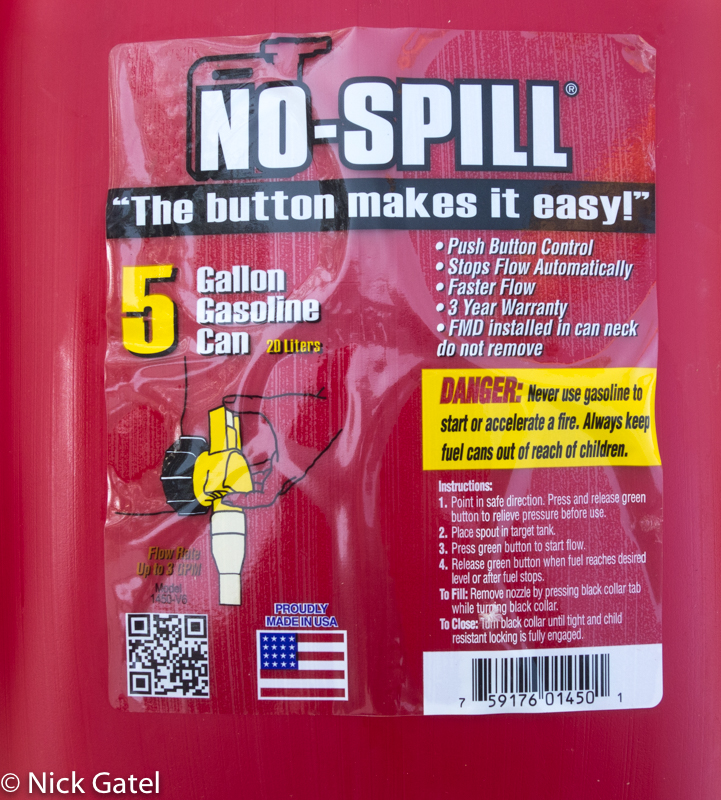 NO-SPILL®
"The button makes it easy!"
5
Gallon
Gasoline
Can 20 Liters
• Push Button Control
• Stops Flow Automatically
• Faster Flow
• 3 Year Warranty
• FMD installed in can neck
do not remove
DANGER: Never use gasoline to
start or accelerate a fire. Always keep
fuel cans out of reach of children.
Instructions:
1. Point in safe direction. Press and release green
button to relieve pressure before use.
2. Place spout in target tank.
3. Press green button to start flow.
4. Release green button when fuel reaches desired
level or after fuel stops.
To Fill: Remove nozzle by pressing black collar tab
while turning black collar.
To Close: Turn black collar until tight and child
resistant locking is fully engaged.
Flow Rate
Up to 3 GPM
Model
PROUDLY
MADE IN USA
7 59176 01450 1
© Nick Gatel